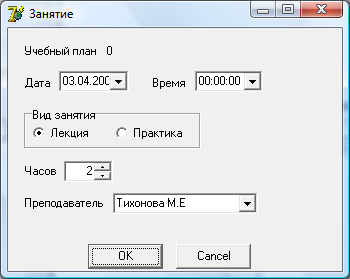 Занятие
Учебный план 0
Дата 03.04.200 Время 00:00:00
Вид занятия
Лекция Практика
Часов 2
Преподаватель Тихонова М.Е
OK Cancel